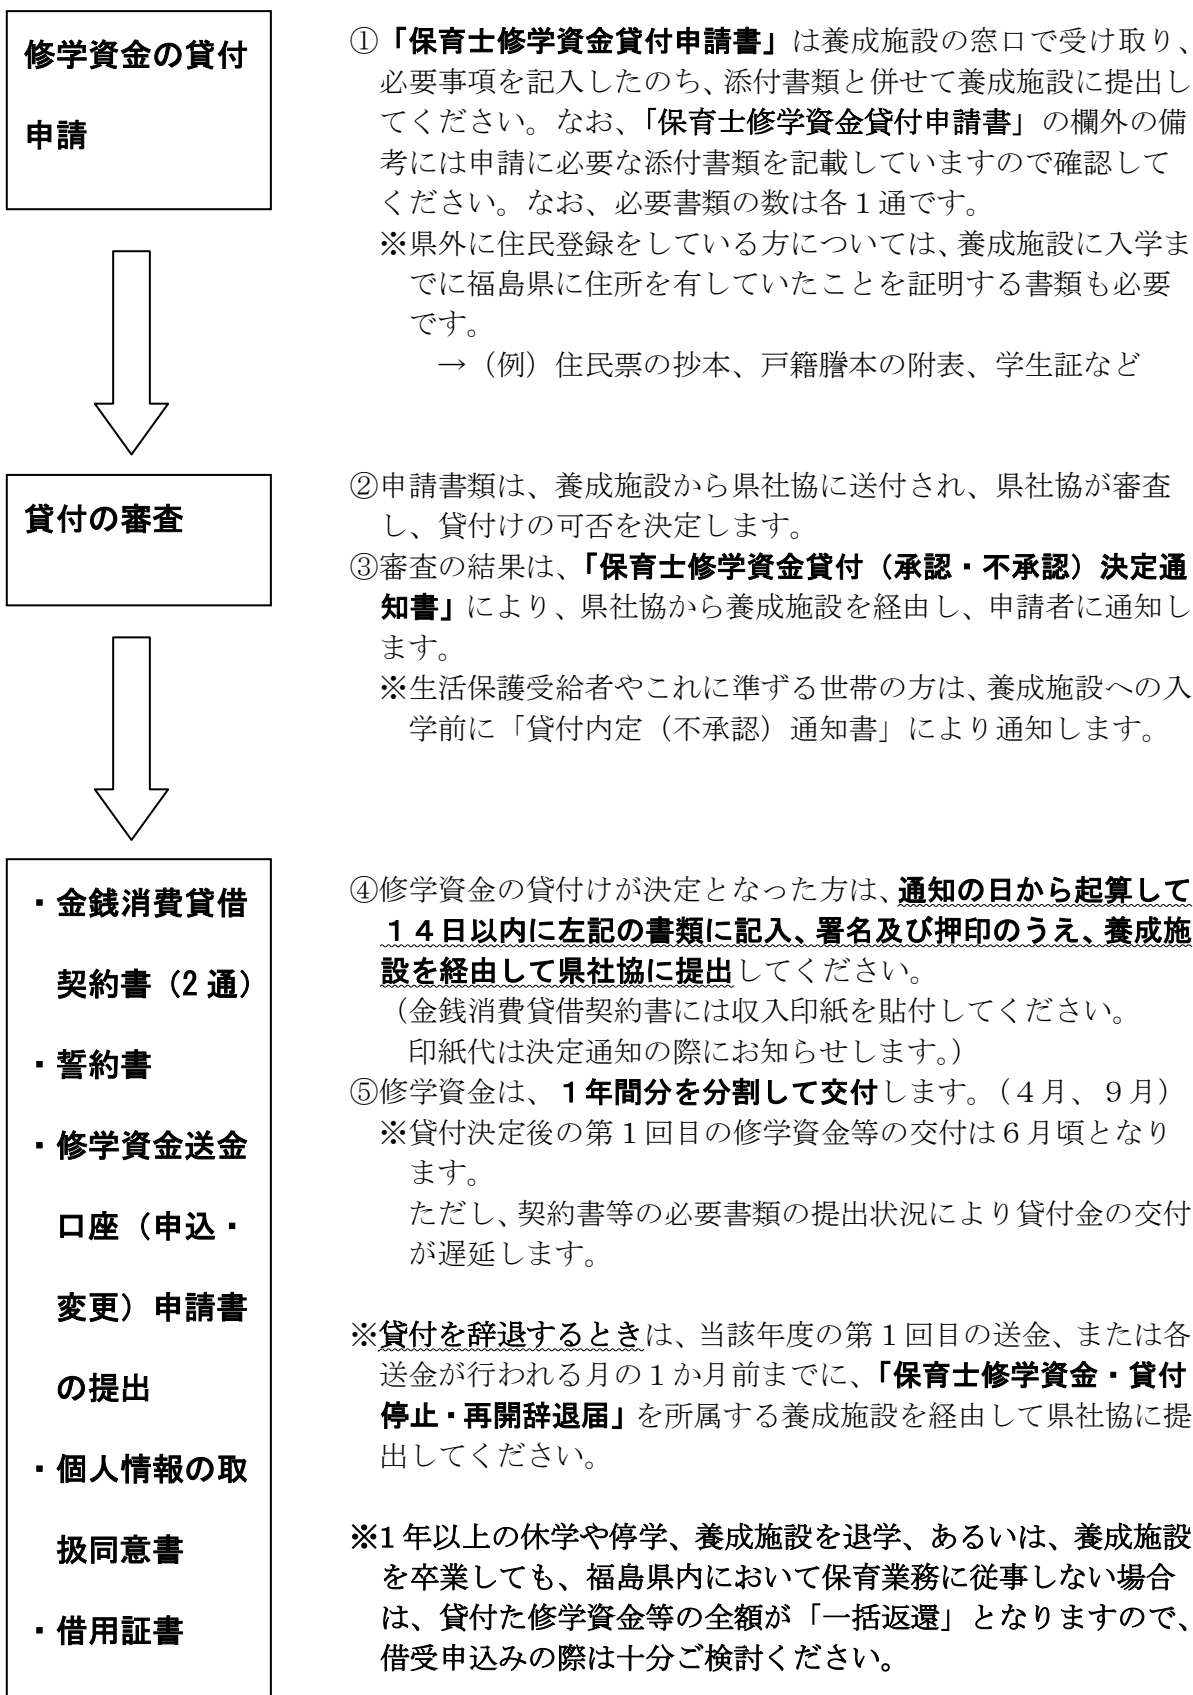 修学資金の貸付
申請
①「保育士修学資金貸付申請書」は養成施設の窓口で受け取り、
必要事項を記入したのち、添付書類と併せて養成施設に提出し
てください。なお、「保育士修学資金貸付申請書」の欄外の備
考には申請に必要な添付書類を記載していますので確認して
ください。なお、必要書類の数は各1通です。
※県外に住民登録をしている方については、養成施設に入学ま
でに福島県に住所を有していたことを証明する書類も必要
です。
→（例）住民票の抄本、戸籍謄本の附表、学生証など
貸付の審査
②申請書類は、養成施設から県社協に送付され、県社協が審査
し、貸付けの可否を決定します。
③審査の結果は、「保育士修学資金貸付（承認・不承認）決定通
知書」により、県社協から養成施設を経由し、申請者に通知し
ます。
※生活保護受給者やこれに準ずる世帯の方は、養成施設への入
学前に「貸付内定（不承認）通知書」により通知します。
・金銭消費貸借
契約書（2通）
・誓約書
・修学資金送金
口座（申込・
変更）申請書
の提出
・個人情報の取
扱同意書
・借用証書
④修学資金の貸付けが決定となった方は、通知の日から起算して
１４日以内に左記の書類に記入、署名及び押印のうえ、養成施
設を経由して県社協に提出してください。
（金銭消費貸借契約書には収入印紙を貼付してください。
印紙代は決定通知の際にお知らせします。）
⑤修学資金は、１年間分を分割して交付します。（４月、９月）
※貸付決定後の第１回目の修学資金等の交付は６月頃となり
ます。
ただし、契約書等の必要書類の提出状況により貸付金の交付
が遅延します。
※貸付を辞退するときは、当該年度の第１回目の送金、または各
送金が行われる月の１か月前までに、「保育士修学資金・貸付
停止・再開辞退届」を所属する養成施設を経由して県社協に提
出してください。
※1年以上の休学や停学、養成施設を退学、あるいは、養成施設
を卒業しても、福島県内において保育業務に従事しない場合
は、貸付た修学資金等の全額が「一括返還」となりますので、
借受申込みの際は十分ご検討ください。